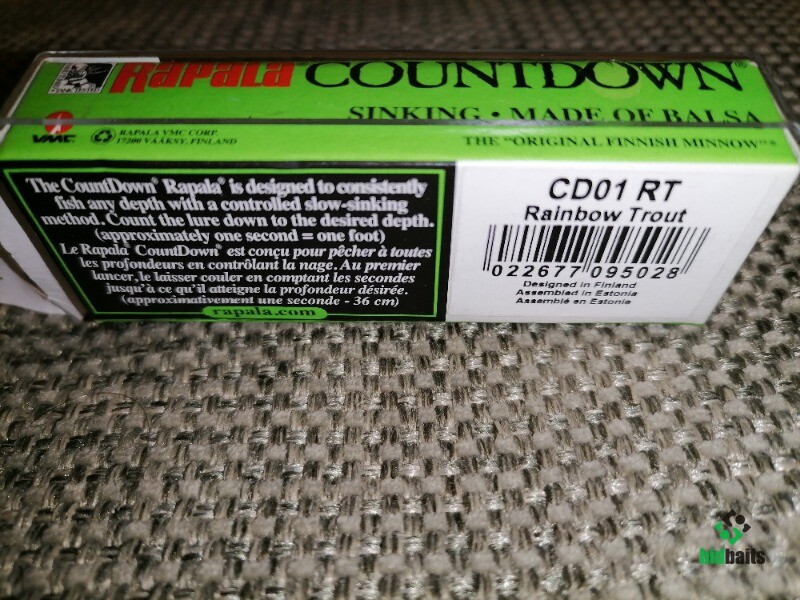 Rapala COUNTDOWN®
SINKING • MADE OF BALSA
VMC
RAPALA VMC CORP.
17200 VÄÄKSY, FINLAND
THE "ORIGINAL FINNISH MINNOW"®
The CountDown® Rapala® is designed to consistently
fish any depth with a controlled slow-sinking
method. Count the lure down to the desired depth.
(approximately one second = one foot)
Le Rapala® CountDown® est conçu pour pêcher à toutes
les profondeurs en contrôlant la nage. Au premier
lancer, le laisser couler en comptant les secondes
jusqu'à ce qu'il atteigne la profondeur désirée.
(approximativement une seconde - 36 cm)
rapala.com
CD01 RT
Rainbow Trout
022677 095028
Designed in Finland
Assembled in Estonia
Assemblé en Estonie
bidbaits